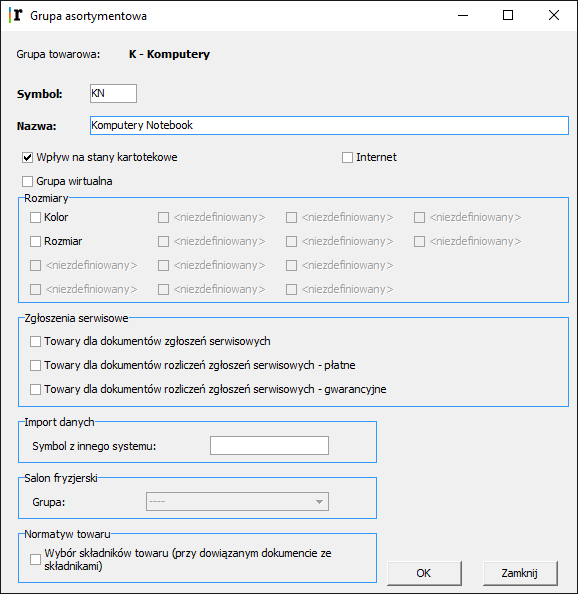 r Grupa asortymentowa
Grupa towarowa: K - Komputery
Symbol: KN
Nazwa: Komputery Notebook
Wpływ na stany kartotekowe Internet
Grupa wirtualna
Rozmiary
Kolor <niezdefiniowany> <niezdefiniowany> <niezdefiniowany>
Rozmiar <niezdefiniowany> <niezdefiniowany> <niezdefiniowany>
<niezdefiniowany> <niezdefiniowany> <niezdefiniowany>
<niezdefiniowany> <niezdefiniowany> <niezdefiniowany>
Zgłoszenia serwisowe
Towary dla dokumentów zgłoszeń serwisowych
Towary dla dokumentów rozliczeń zgłoszeń serwisowych - płatne
Towary dla dokumentów rozliczeń zgłoszeń serwisowych - gwarancyjne
Import danych
Symbol z innego systemu:
Salon fryzjerski
Grupa: ----
Normatyw towaru
Wybór składników towaru (przy dowiązanym dokumencie ze
składnikami)
OK Zamknij